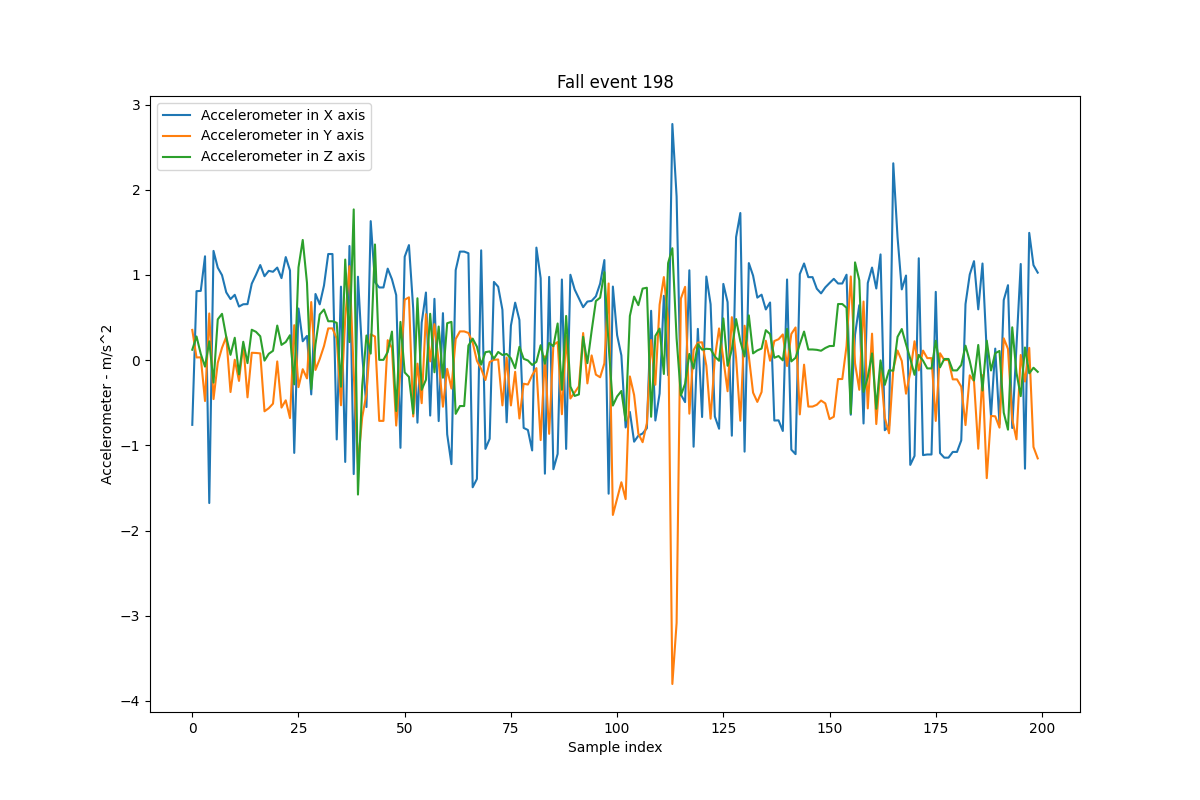 Fall event 198
Accelerometer in X axis
Accelerometer in Y axis
Accelerometer in Z axis
Accelerometer - m/s^2
3
2
1
0
−1
−2
−3
−4
0 25 50 75 100 125 150 175 200
Sample index